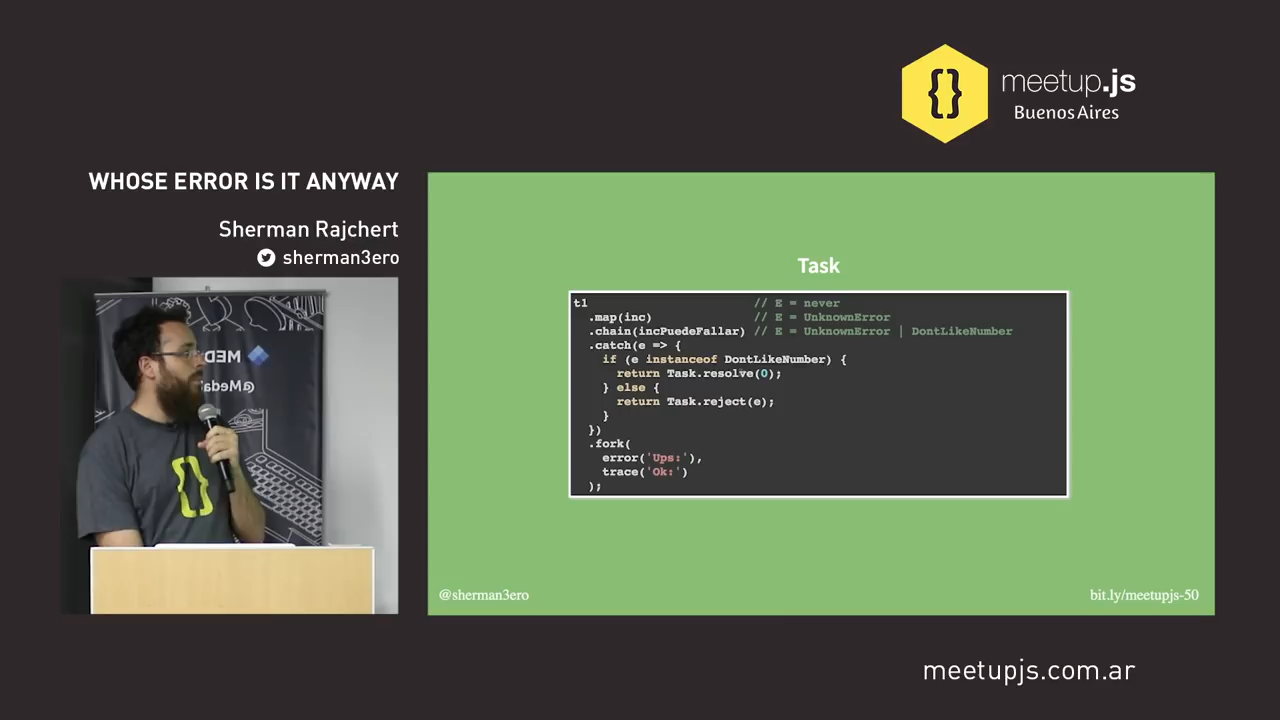 {} meetup.js
Buenos Aires
WHOSE ERROR IS IT ANYWAY
Sherman Rajchert
sherman3ero
MED
@Meda
{}
Task
t1 // E = never
.map(inc) // E = UnknownError
.chain(incPuedeFallar) // E = UnknownError | DontLikeNumber
.catch(e => {
if (e instanceof DontLikeNumber) {
return Task.resolve(0);
} else {
return Task.reject(e);
}
})
.fork(
error('Ups:'),
trace('Ok:')
);
@sherman3ero
bit.ly/meetupjs-50
meetupjs.com.ar